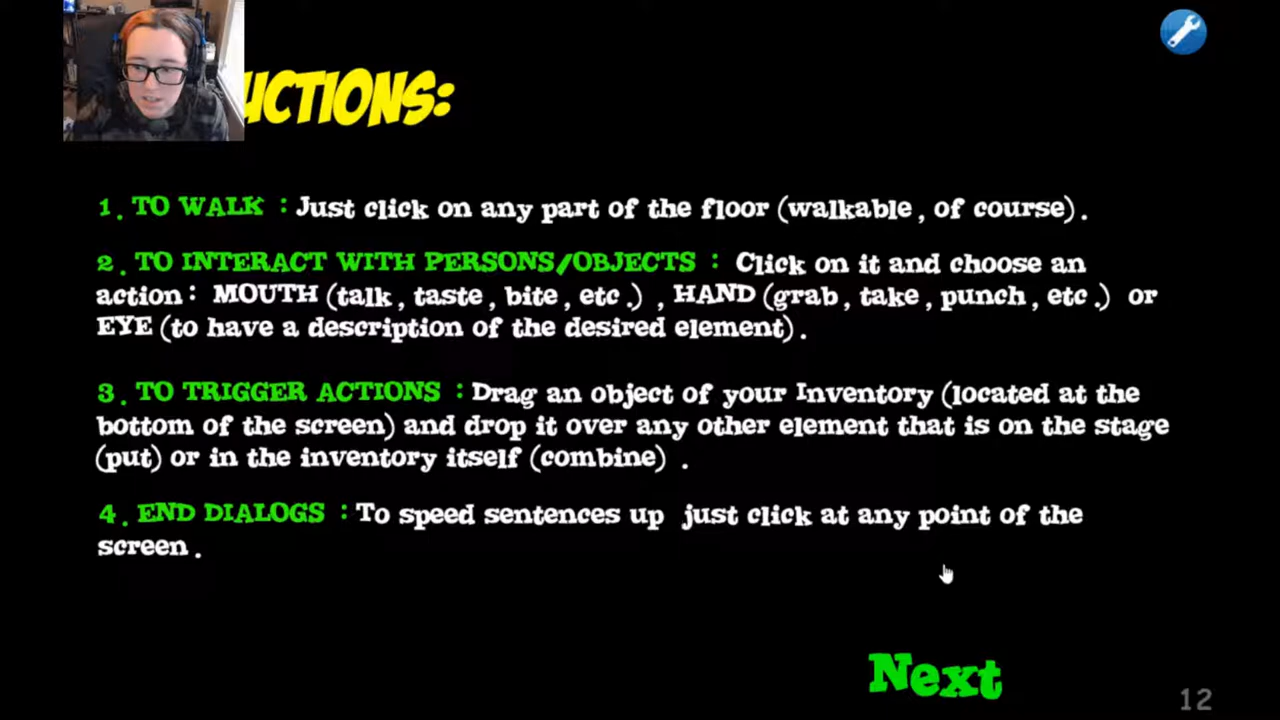 UCTIONS:
1. TO WALK : Just click on any part of the floor (walkable, of course).
2. TO INTERACT WITH PERSONS/OBJECTS : Click on it and choose an
action: MOUTH (talk, taste, bite, etc.), HAND (grab, take, punch, etc.) or
EYE (to have a description of the desired element).
3. TO TRIGGER ACTIONS : Drag an object of your Inventory (located at the
bottom of the screen) and drop it over any other element that is on the stage
(put) or in the inventory itself (combine) .
4. END DIALOGS : To speed sentences up just click at any point of the
screen.
Next
12